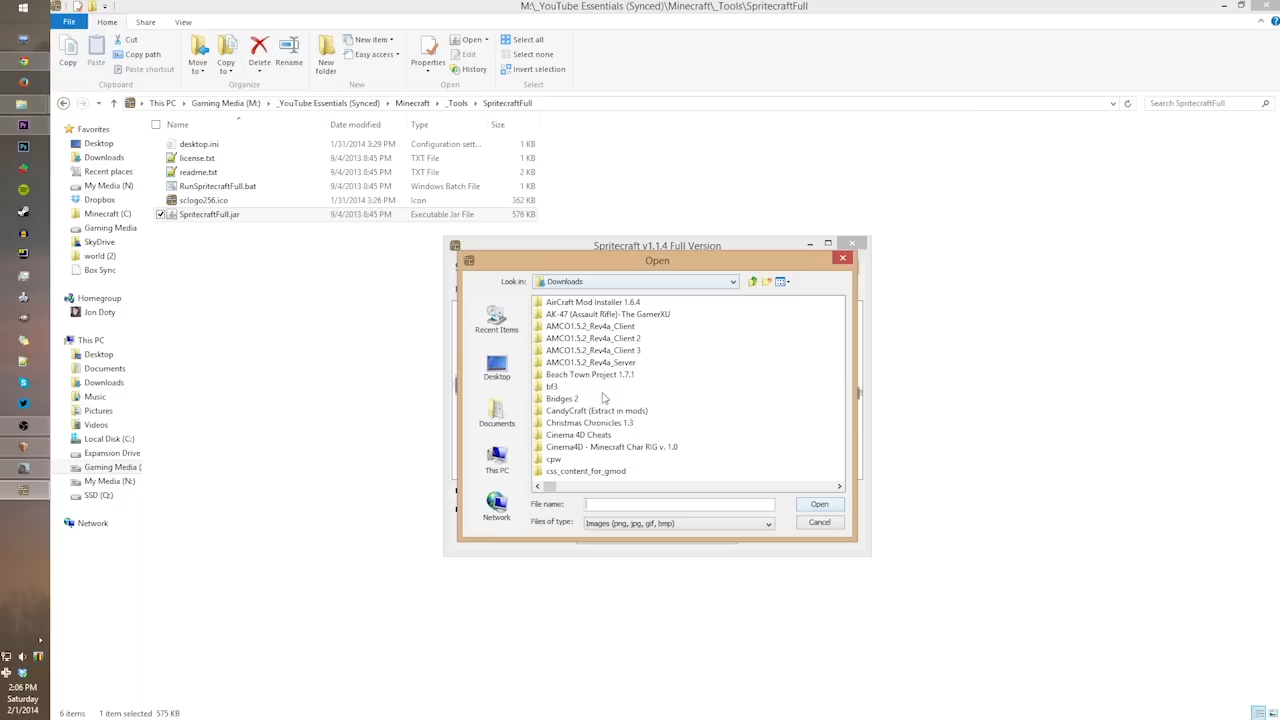 M:\_YouTube Essentials (Synced)\Minecraft\_Tools\SpritecraftFull
File Home Share View
Copy Paste Cut Copy path Paste shortcut
Move to Copy to Delete Rename New folder
New item Easy access
Properties Open Edit History
Select all Select none Invert selection
Clipboard Organize New Open Select
This PC Gaming Media (M:) _YouTube Essentials (Synced) Minecraft _Tools SpritecraftFull Search SpritecraftFull
Name Date modified Type Size
desktop.ini 1/31/2014 3:29 PM Configuration sett... 1 KB
license.txt 9/4/2013 8:45 PM TXT File 1 KB
readme.txt 9/4/2013 8:45 PM TXT File 2 KB
RunSpritecraftFull.bat 9/4/2013 8:45 PM Windows Batch File 1 KB
sclogo256.ico 1/31/2014 3:26 PM Icon 362 KB
SpritecraftFull.jar 9/4/2013 8:45 PM Executable Jar File 576 KB
Favorites
Desktop
Downloads
Recent places
My Media (N)
Dropbox
Minecraft (C)
Gaming Media
SkyDrive
world (2)
Box Sync
Homegroup
Jon Doty
This PC
Desktop
Documents
Downloads
Music
Pictures
Videos
Local Disk (C:)
Expansion Drive
Gaming Media (
My Media (N:)
SSD (Q:)
Network
Spritecraft v1.1.4 Full Version
Open
Look in: Downloads
Recent Items
Desktop
Documents
This PC
Network
AirCraft Mod Installer 1.6.4
AK-47 (Assault Rifle)- The GamerXU
AMCO1.5.2_Rev4a_Client
AMCO1.5.2_Rev4a_Client 2
AMCO1.5.2_Rev4a_Client 3
AMCO1.5.2_Rev4a_Server
Beach Town Project 1.7.1
bf3
Bridges 2
CandyCraft (Extract in mods)
Christmas Chronicles 1.3
Cinema 4D Cheats
Cinema4D - Minecraft Char RIG v. 1.0
cpw
css_content_for_gmod
File name: Open
Files of type: Images (png, jpg, gif, bmp) Cancel
2:06 PM
Saturday
2/1/2014
6 items 1 item selected 575 KB